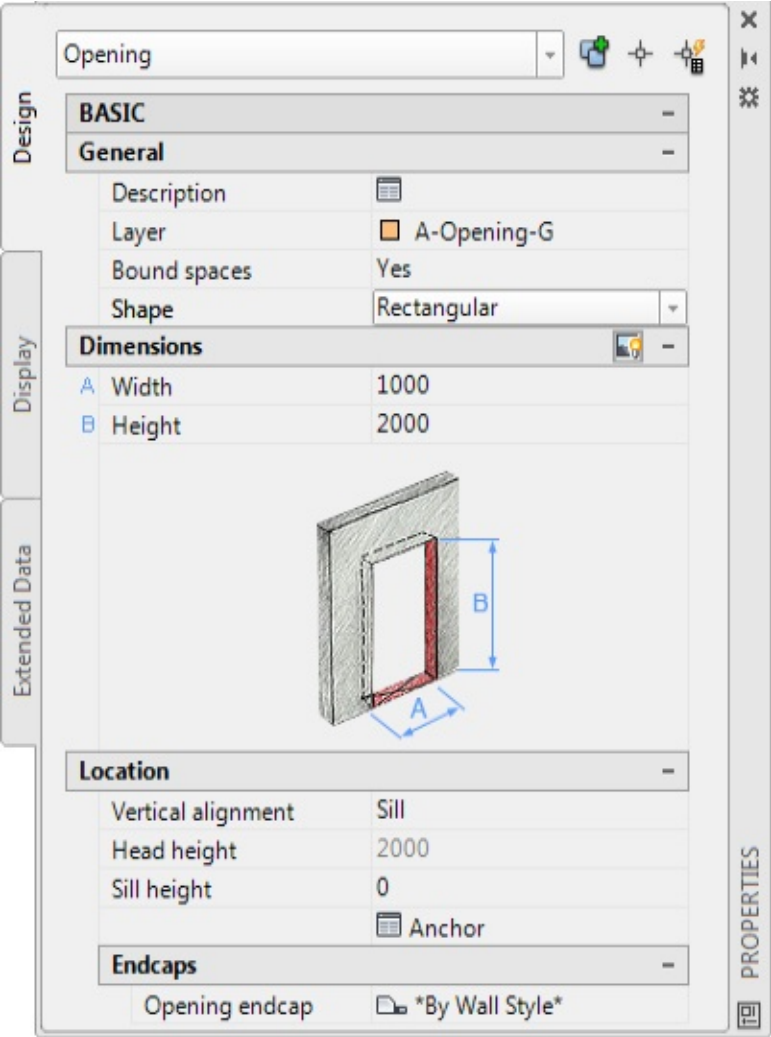 Opening
Design
BASIC
General
Description
Layer A-Opening-G
Bound spaces Yes
Shape Rectangular
Display
Dimensions
A Width 1000
B Height 2000
B
A
Extended Data
Location
Vertical alignment Sill
Head height 2000
Sill height 0
Anchor
Endcaps
Opening endcap *By Wall Style*
PROPERTIES